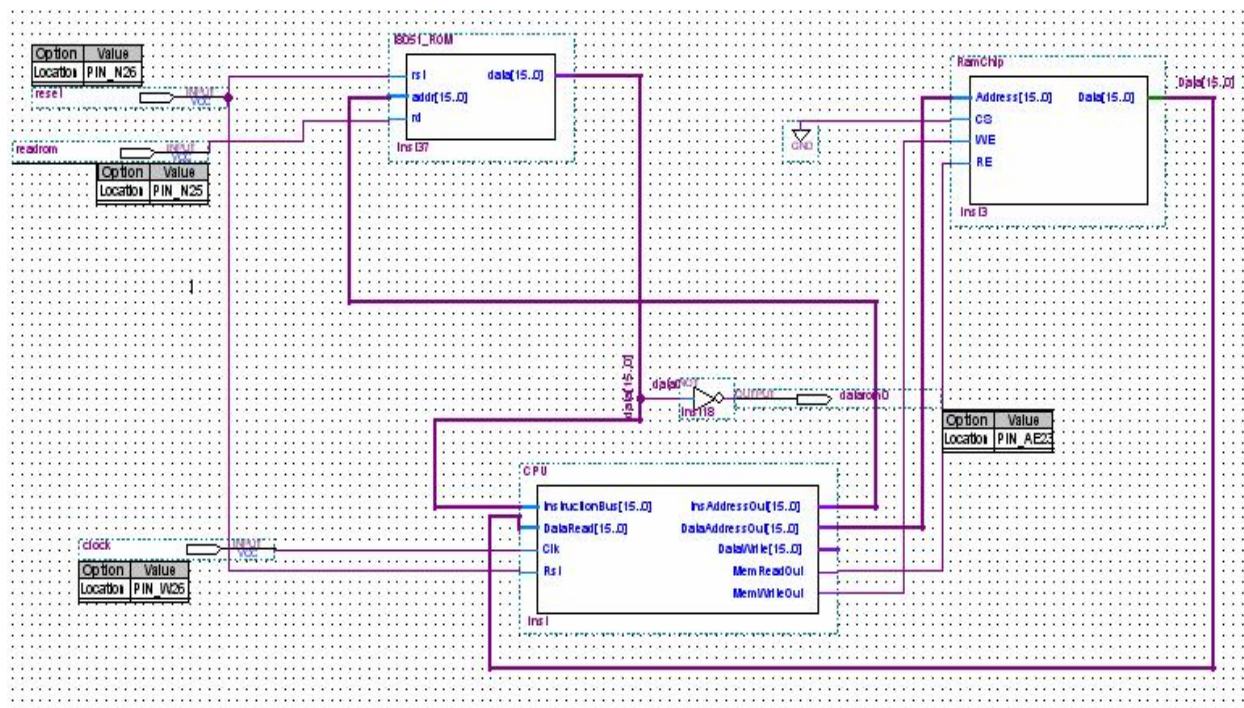 Option Value
Location PIN_N26
reset
INPUT
VCC
readrom
INPUT
VCC
Option Value
Location PIN_N25
I8051_ROM
rst data[15..0]
addr[15..0]
rd
inst37
RamChip
Address[15..0] Data[15..0]
CS
WE
RE
inst3
Data[15..0]
GND
data[15..0]
data0
NOT
inst18
OUTPUT
datarom0
Option Value
Location PIN_AE23
CPU
InstructionBus[15..0] InsAddressOut[15..0]
DataRead[15..0] DataAddressOut[15..0]
Clk DataWrite[15..0]
Rst MemReadOut
MemWriteOut
inst
clock
INPUT
VCC
Option Value
Location PIN_W26